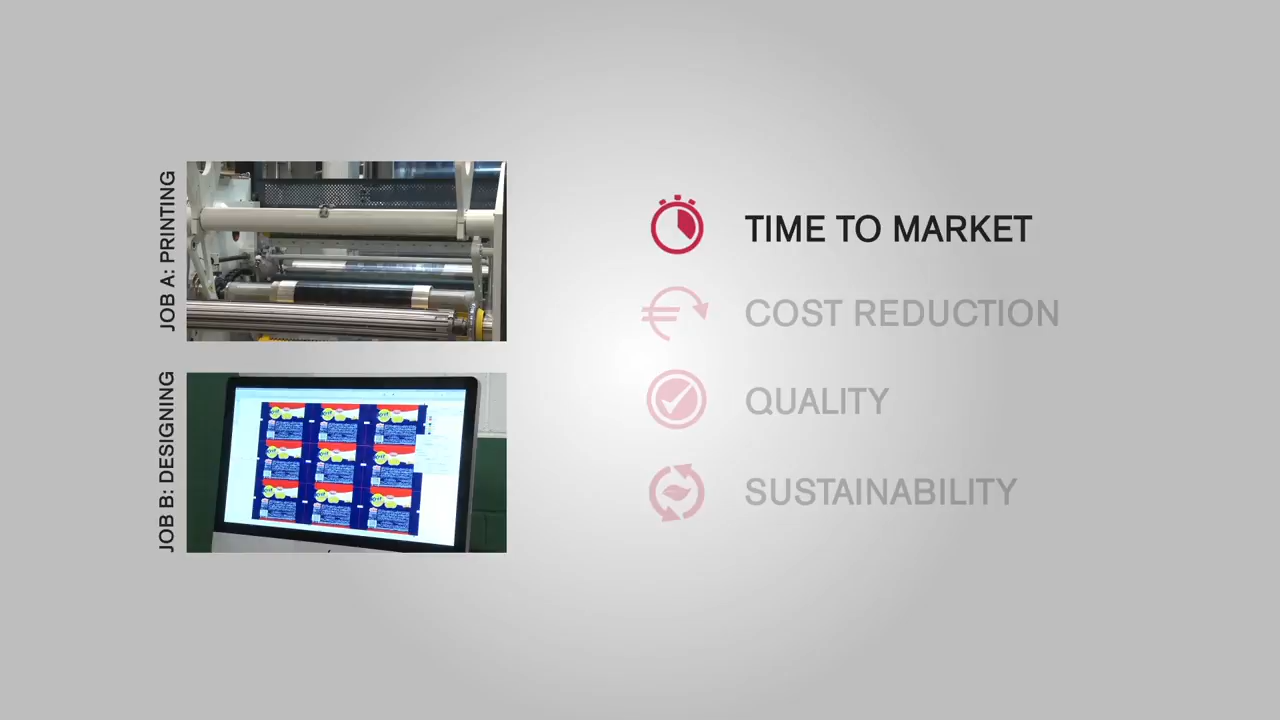 JOB A: PRINTING
JOB B: DESIGNING
TIME TO MARKET
COST REDUCTION
QUALITY
SUSTAINABILITY